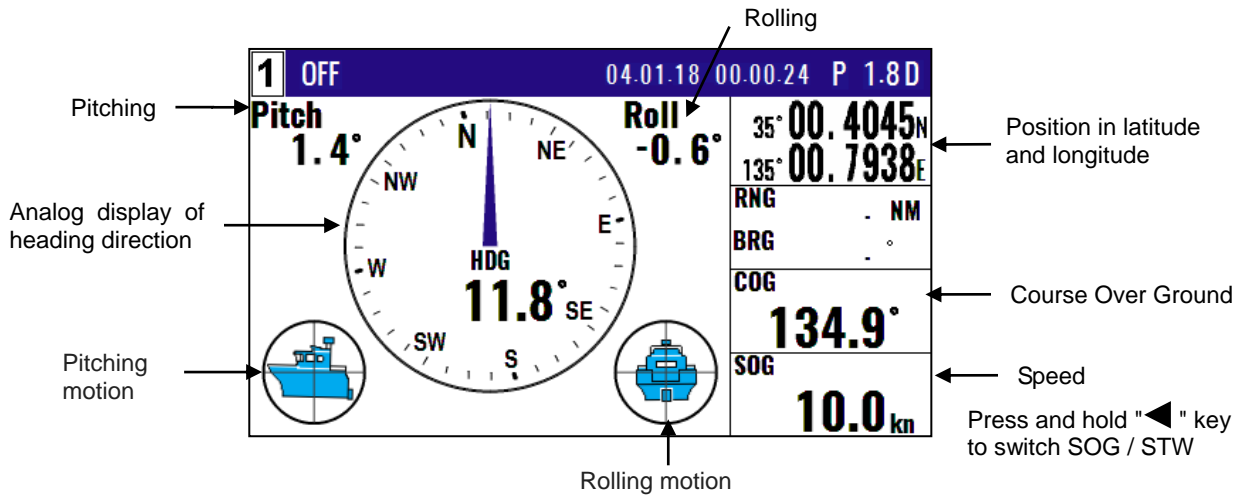 Rolling
1 OFF 04.01.18 00.00.24 P 1.8D
Pitching
Pitch
1.4°
Roll
-0.6°
35°00.4045N
135°00.7938E
Position in latitude
and longitude
N
NE
E
SE
S
SW
W
NW
HDG
11.8°
Analog display of
heading direction
RNG . NM
BRG . °
COG
134.9°
Course Over Ground
SOG
10.0kn
Speed
Press and hold "◀ " key
to switch SOG / STW
Pitching
motion
Rolling motion